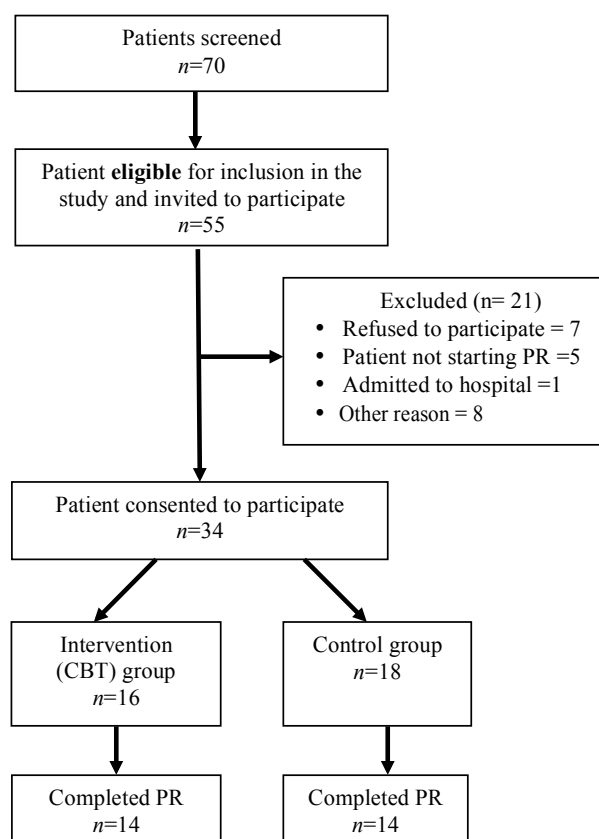 Patients screened
n=70
Patient eligible for inclusion in the
study and invited to participate
n=55
Excluded (n= 21)
• Refused to participate = 7
• Patient not starting PR =5
• Admitted to hospital =1
• Other reason = 8
Patient consented to participate
n=34
Intervention
(CBT) group
n=16
Control group
n=18
Completed PR
n=14
Completed PR
n=14